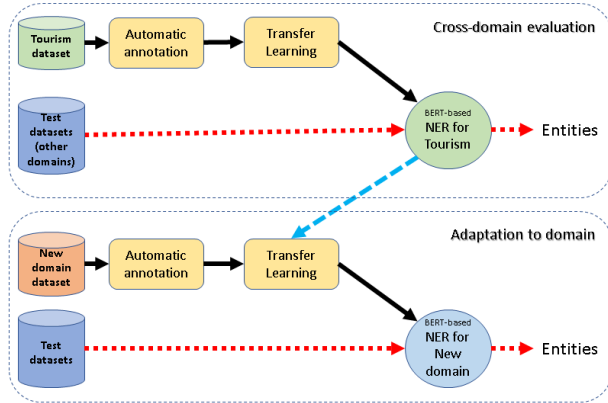 Cross-domain evaluation
Tourism
dataset
Automatic
annotation
Transfer
Learning
Test
datasets
(other
domains)
BERT-based
NER for
Tourism
Entities
Adaptation to domain
New
domain
dataset
Automatic
annotation
Transfer
Learning
Test
datasets
BERT-based
NER for
New
domain
Entities